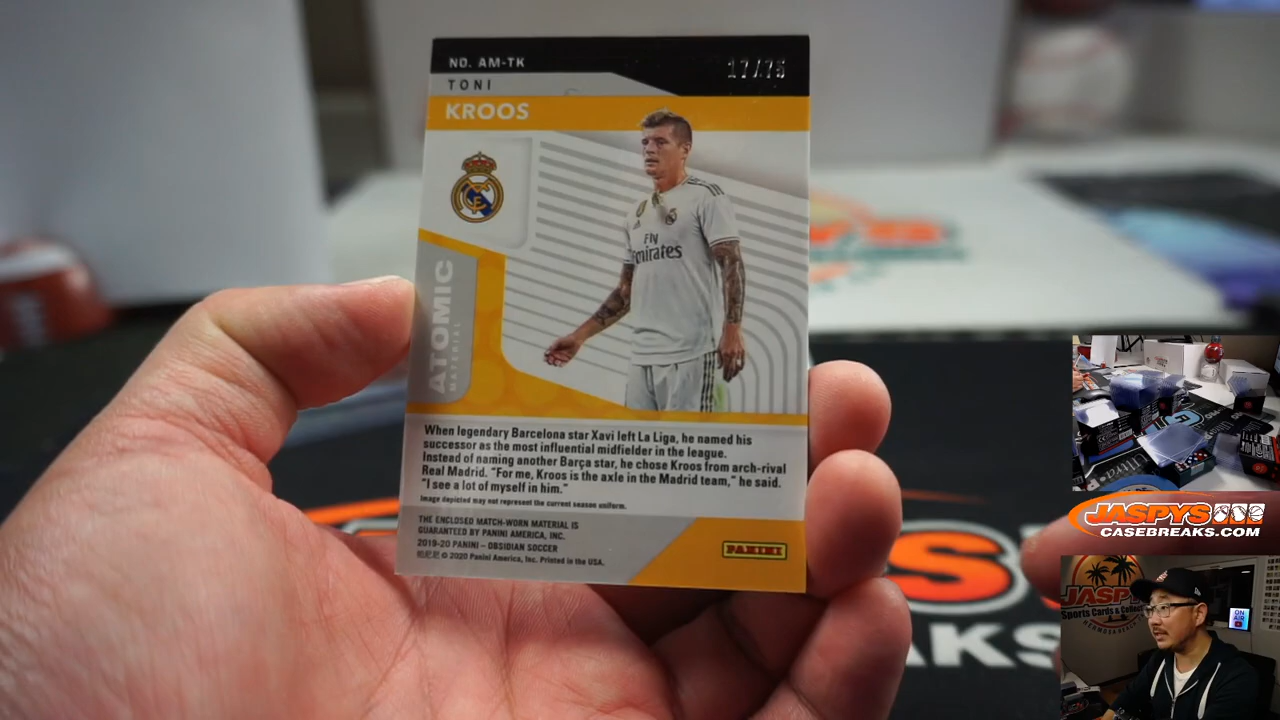 NO. AM-TK
17/75
TONI
KROOS
Fly
Emirates
ATOMIC
MATERIAL
When legendary Barcelona star Xavi left La Liga, he named his
successor as the most influential midfielder in the league.
Instead of naming another Barça star, he chose Kroos from arch-rival
Real Madrid. "For me, Kroos is the axle in the Madrid team," he said.
"I see a lot of myself in him."
Image depicted may not represent the current season uniform.
THE ENCLOSED MATCH-WORN MATERIAL IS
GUARANTEED BY PANINI AMERICA, INC.
2019-20 PANINI – OBSIDIAN SOCCER
© 2020 Panini America, Inc. Printed in the USA.
PANINI
JASPYS
CASEBREAKS.COM
JASPYS
Sports Cards & Collect
HERMOSA BEACH
ON
AIR